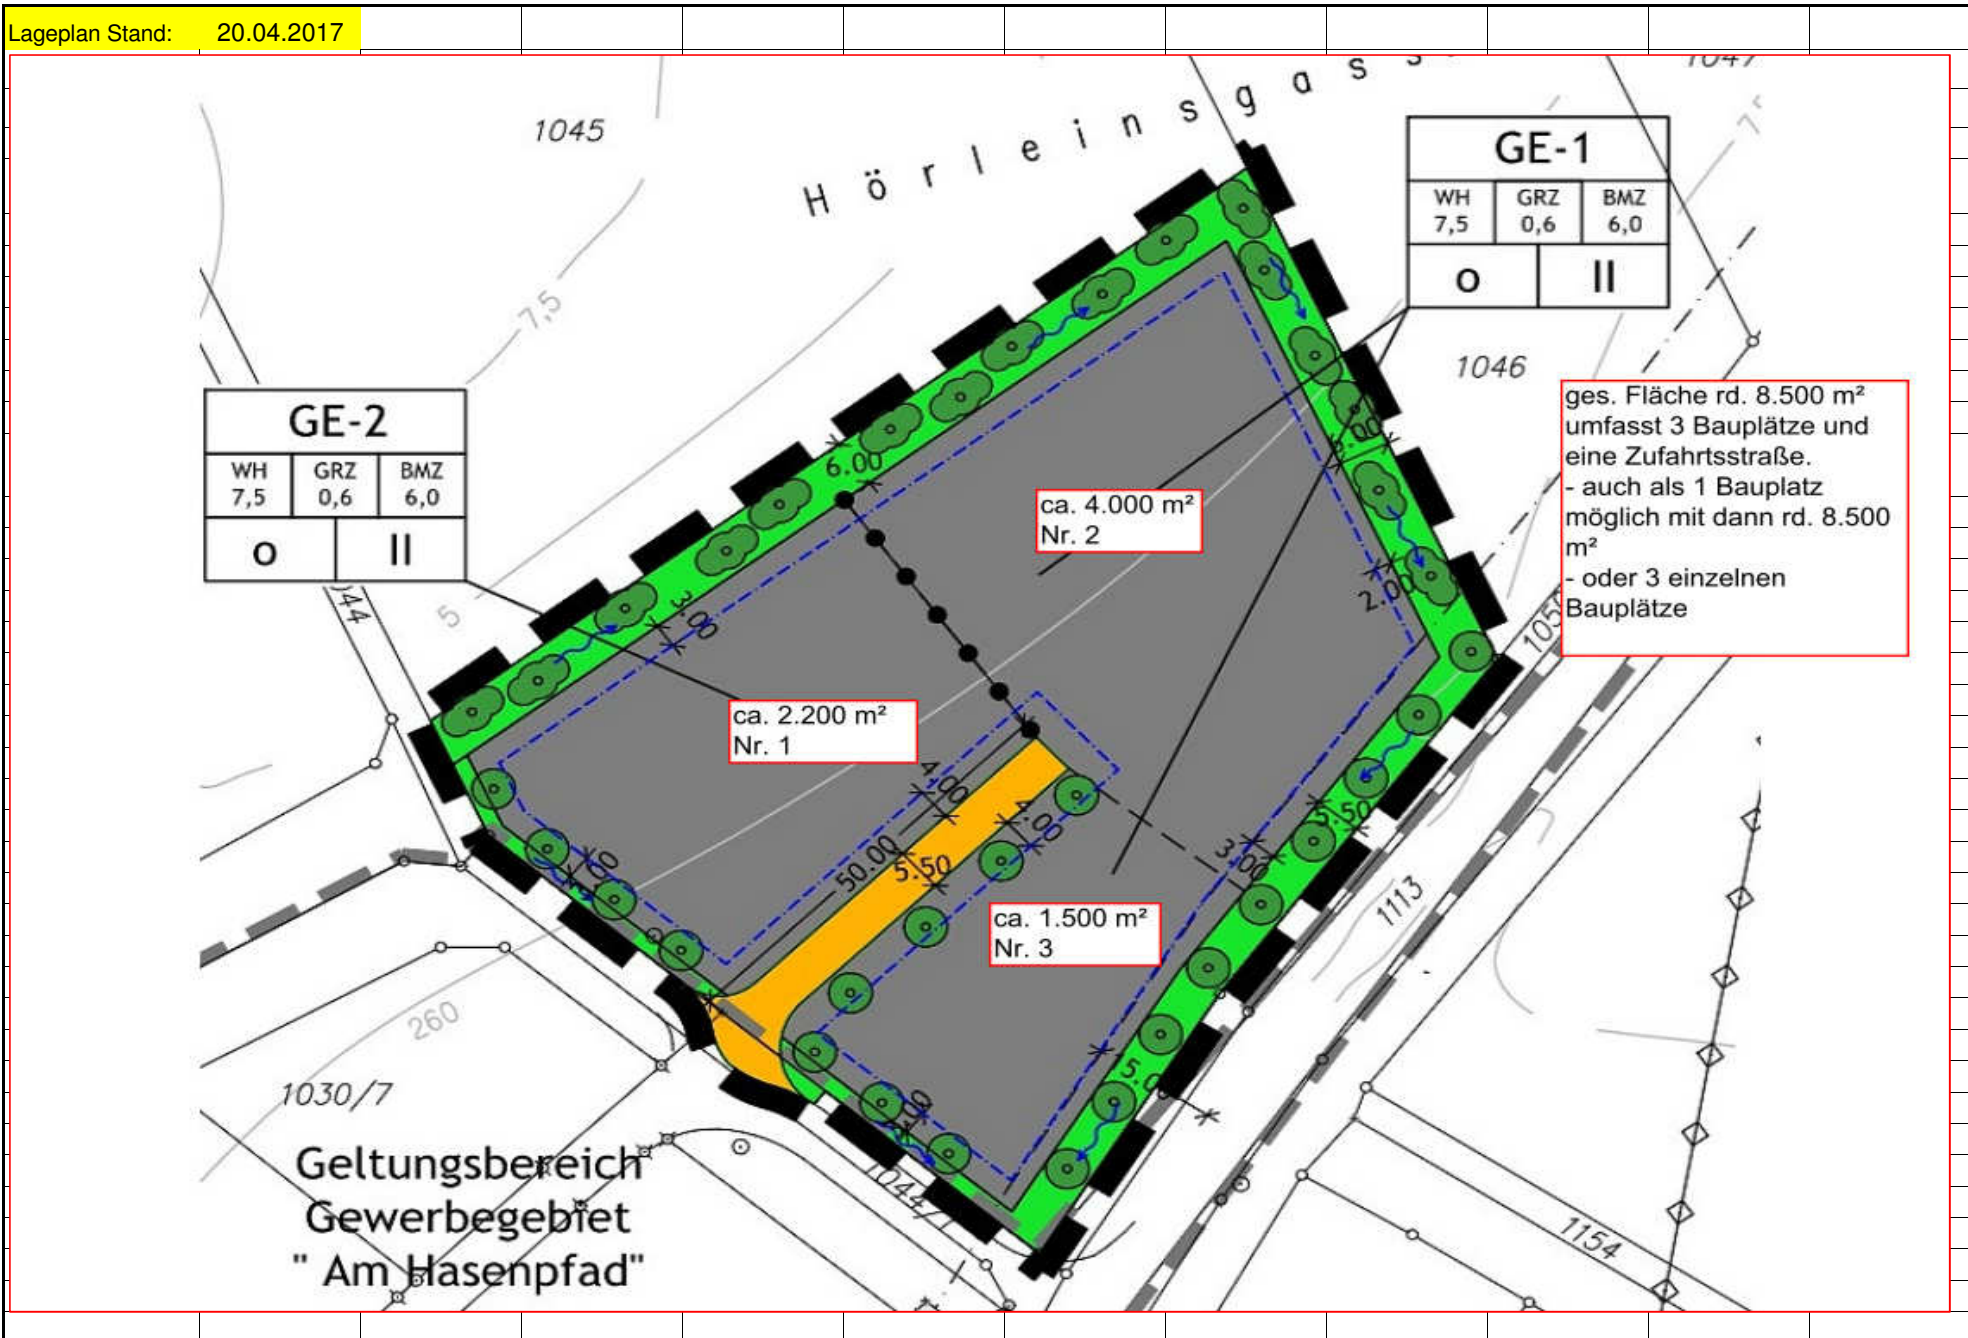 Lageplan Stand: 20.04.2017
1045
Hörleinsgass
GE-1
WH GRZ BMZ
7,5 0,6 6,0
o II
7,5
1046
GE-2
WH GRZ BMZ
7,5 0,6 6,0
o II
ges. Fläche rd. 8.500 m²
umfasst 3 Bauplätze und
eine Zufahrtsstraße.
- auch als 1 Bauplatz
möglich mit dann rd. 8.500
m²
- oder 3 einzelnen
Bauplätze
6.00
ca. 4.000 m²
Nr. 2
3.00
2.00
5
ca. 2.200 m²
Nr. 1
4.00
4.00
5.50
3.00
50.00
5.50
1113
ca. 1.500 m²
Nr. 3
260
1030/7
1044
1154
Geltungsbereich
Gewerbegebiet
" Am Hasenpfad"